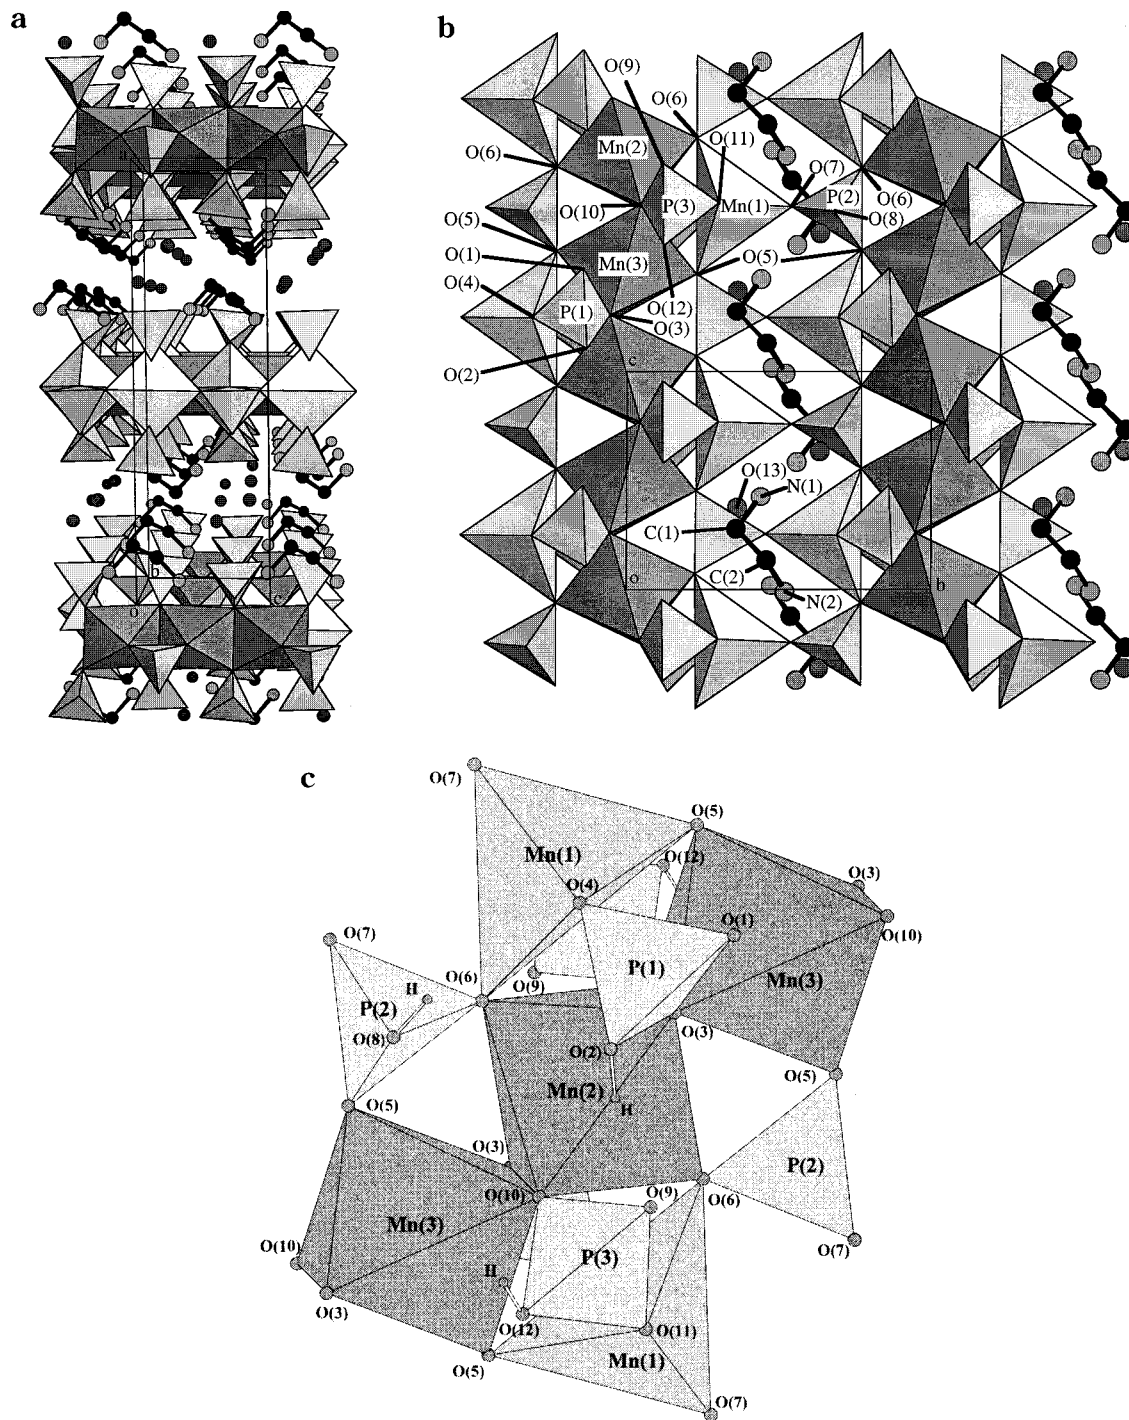 a
a
b
c
o
b
O(9)
O(6)
O(11)
Mn(2)
O(7)
O(6)
P(2)
O(10)
P(3)
Mn(1)
O(6)
O(8)
O(5)
O(1)
Mn(3)
O(5)
O(4)
P(1)
O(12)
O(3)
O(2)
c
O(13)
N(1)
C(1)
C(2)
o
b
N(2)
c
O(7)
O(5)
Mn(1)
O(12)
O(3)
O(4)
O(1)
O(10)
O(7)
P(1)
Mn(3)
O(6)
O(9)
H
P(2)
O(8)
O(3)
O(2)
Mn(2)
O(5)
H
O(5)
O(3)
P(2)
O(10)
O(9)
O(6)
Mn(3)
P(3)
O(7)
O(10)
H
O(3)
O(12)
O(11)
O(5)
Mn(1)
O(7)